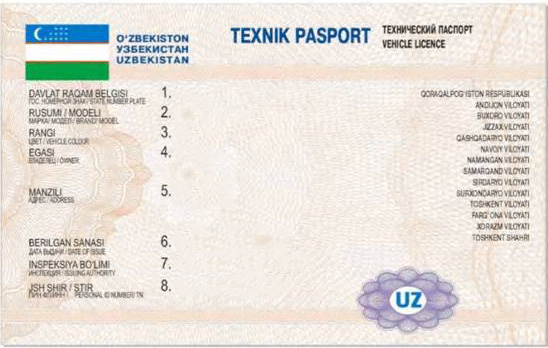 O‘ZBEKISTON
УЗБЕКИСТАН
UZBEKISTAN
TEXNIK PASPORT
ТЕХНИЧЕСКИЙ ПАСПОРТ
VEHICLE LICENCE
DAVLAT RAQAM BELGISI 1.
ГОС. НОМЕРНОЙ ЗНАК / STATE NUMBER PLATE
RUSUMI / MODELI 2.
МАРКА/ МОДЕЛЬ / BRAND/ MODEL
RANGI 3.
ЦВЕТ / VEHICLE COLOUR
EGASI 4.
ВЛАДЕЛЕЦ / OWNER
MANZILI 5.
АДРЕС / ADDRESS
BERILGAN SANASI 6.
ДАТА ВЫДАЧИ / DATE OF ISSUE
INSPEKSIYA BO‘LIMI 7.
ИНСПЕКЦИЯ / ISSUING AUTHORITY
JSH SHIR / STIR 8.
PERSONAL ID NUMBER/ TIN
QORAQALPOG‘ISTON RESPUBLIKASI
ANDIJON VILOYATI
BUXORO VILOYATI
JIZZAX VILOYATI
QASHQADARYO VILOYATI
NAVOIY VILOYATI
NAMANGAN VILOYATI
SAMARQAND VILOYATI
SIRDARYO VILOYATI
SURXONDARYO VILOYATI
TOSHKENT VILOYATI
FARG‘ONA VILOYATI
XORAZM VILOYATI
TOSHKENT SHAHRI
UZ